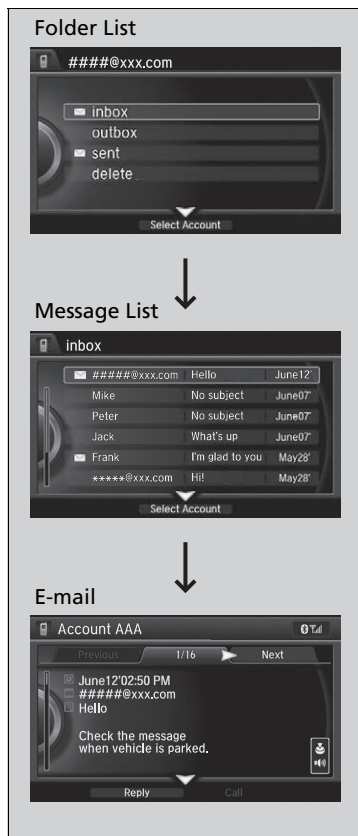 Folder List
####@xxx.com
inbox
outbox
sent
delete
Select Account
Message List
inbox
#####@xxx.com Hello June12'
Mike No subject June07'
Peter No subject June07'
Jack What's up June07'
Frank I'm glad to you May28'
*****@xxx.com Hi! May28'
Select Account
E-mail
Account AAA
Previous 1/16 Next
June12'02:50 PM
#####@xxx.com
Hello
Check the message
when vehicle is parked.
Reply Call